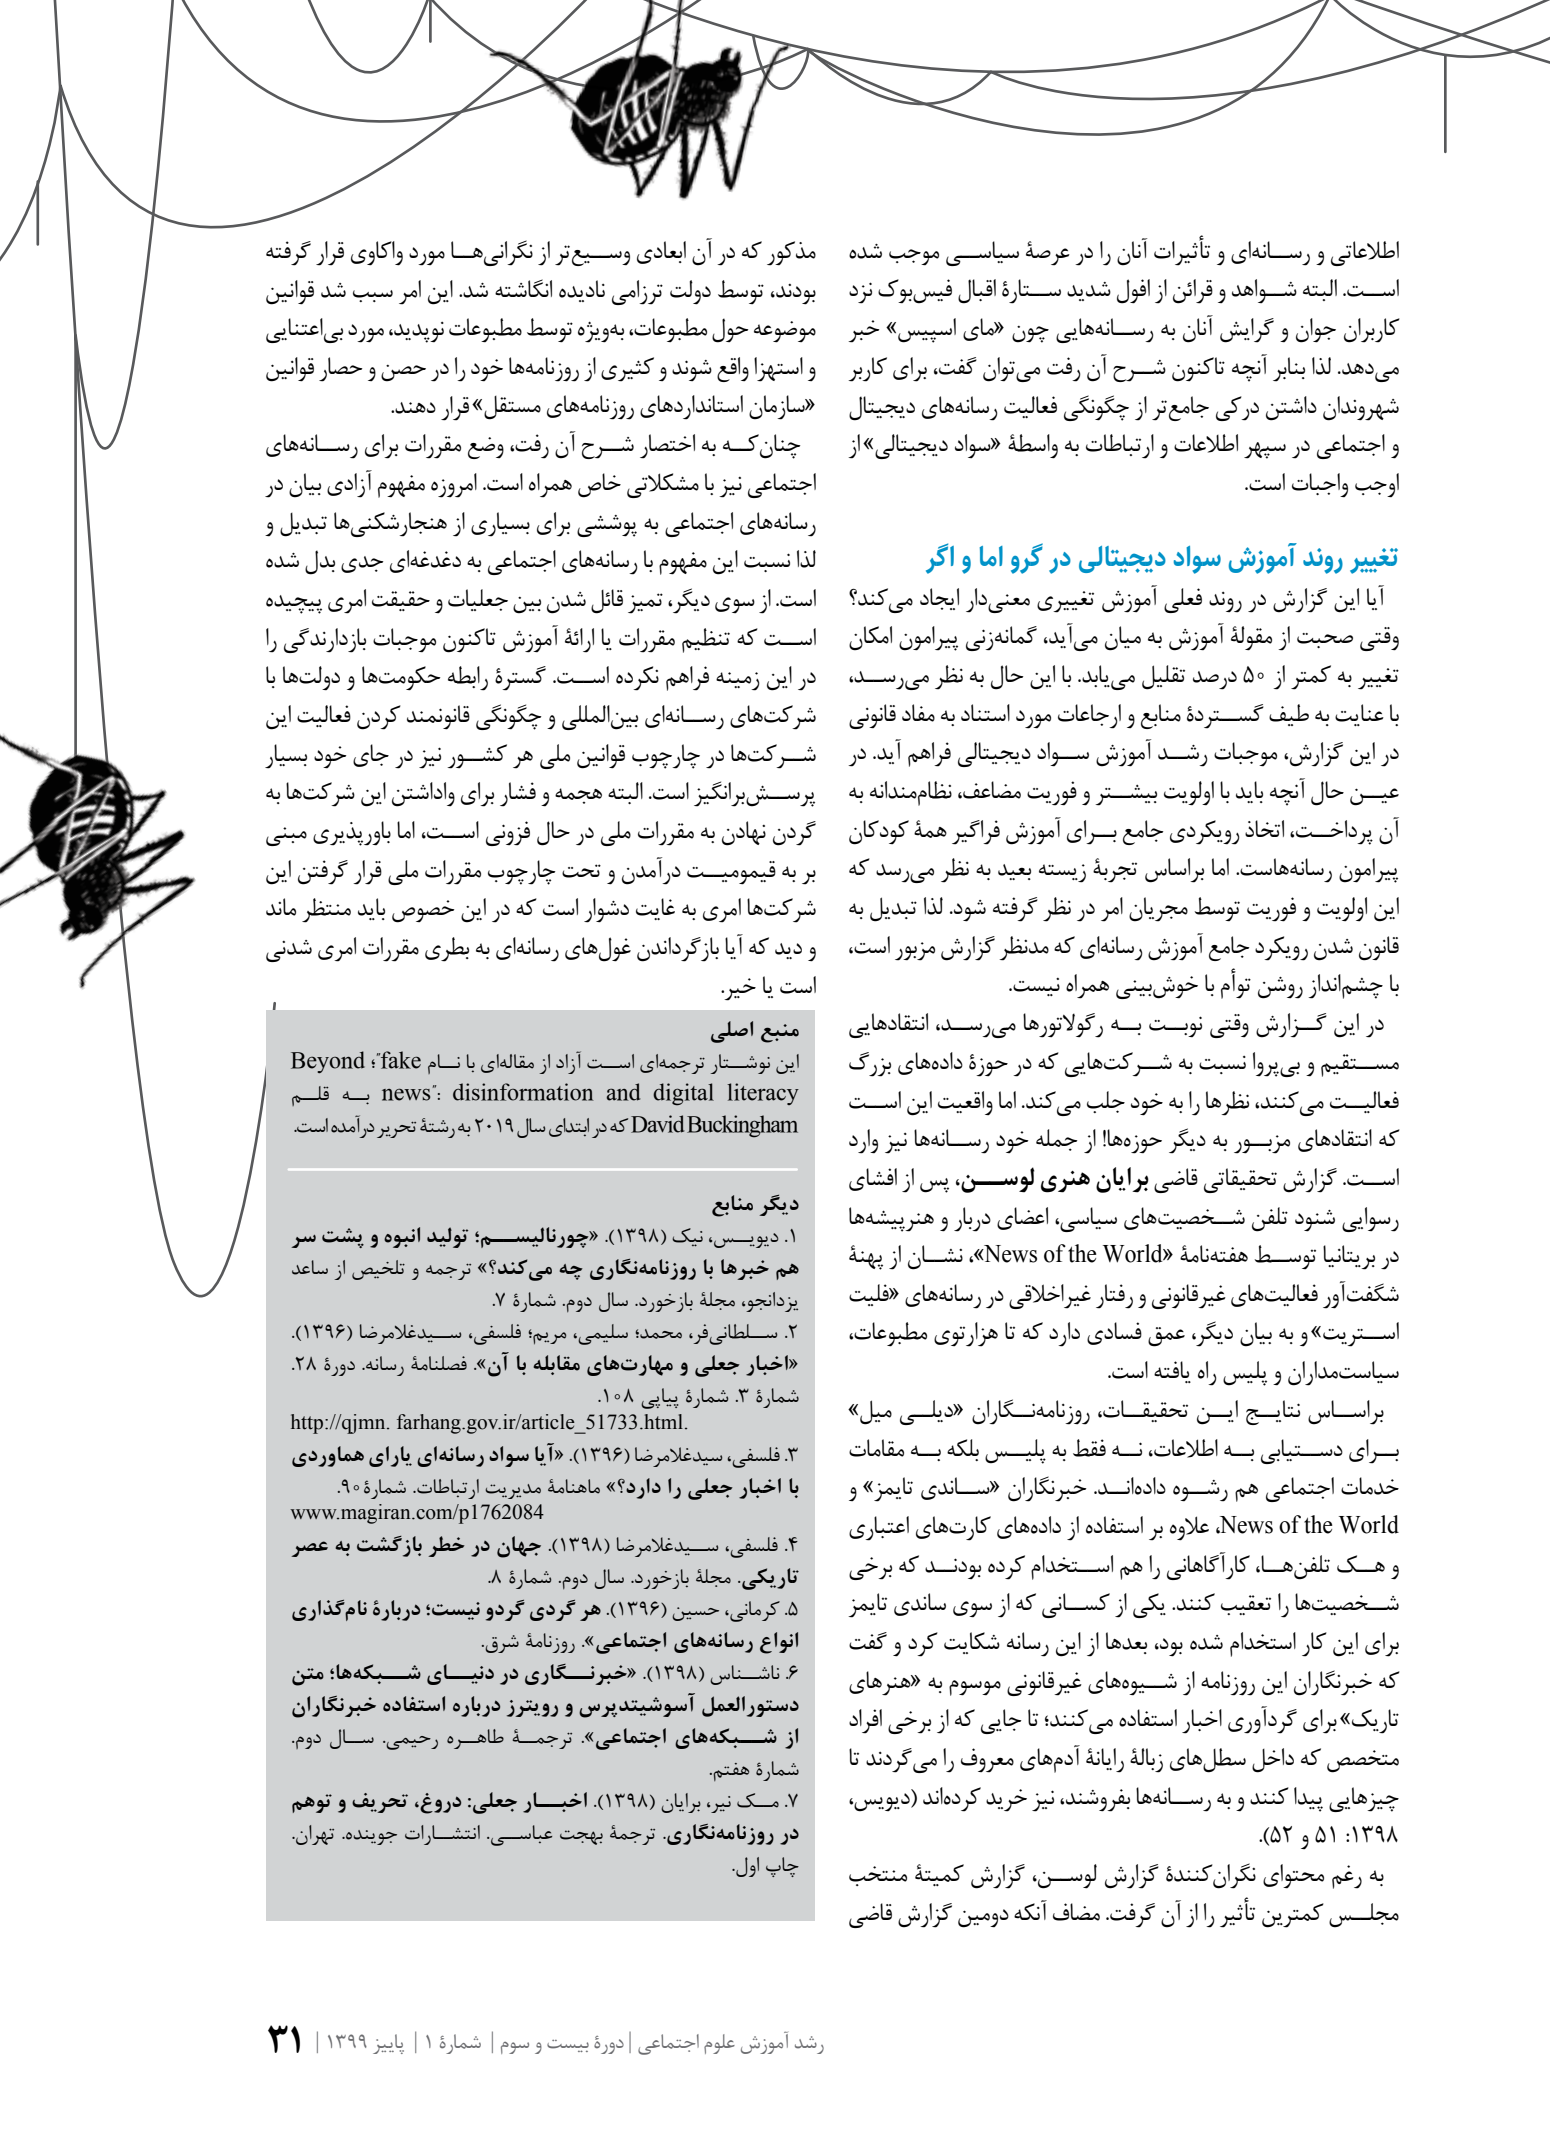 اطلاعاتی و رسانه‌ای و تأثیرات آنان را در عرصهٔ سیاسی موجب شده
است. البته شواهد و قرائن از افول شدید ستارهٔ اقبال فیس‌بوک نزد
کاربران جوان و گرایش آنان به رسانه‌هایی چون «مای اسپیس» خبر
می‌دهد. لذا بنابر آنچه تاکنون شرح آن رفت می‌توان گفت، برای کاربر
شهروندان داشتن درکی جامع‌تر از چگونگی فعالیت رسانه‌های دیجیتال
و اجتماعی در سپهر اطلاعات و ارتباطات به واسطهٔ «سواد دیجیتالی» از
اوجب واجبات است.
تغییر روند آموزش سواد دیجیتالی در گرو اما و اگر
آیا این گزارش در روند فعلی آموزش تغییری معنی‌دار ایجاد می‌کند؟
وقتی صحبت از مقولهٔ آموزش به میان می‌آید، گمانه‌زنی پیرامون امکان
تغییر به کمتر از ۵۰ درصد تقلیل می‌یابد. با این حال به نظر می‌رسد،
با عنایت به طیف گستردهٔ منابع و ارجاعات مورد استناد به مفاد قانونی
در این گزارش، موجبات رشد آموزش سواد دیجیتالی فراهم آید. در
عین حال آنچه باید با اولویت بیشتر و فوریت مضاعف، نظام‌مندانه به
آن پرداخت، اتخاذ رویکردی جامع برای آموزش فراگیر همهٔ کودکان
پیرامون رسانه‌هاست. اما براساس تجربهٔ زیسته بعید به نظر می‌رسد که
این اولویت و فوریت توسط مجریان امر در نظر گرفته شود. لذا تبدیل به
قانون شدن رویکرد جامع آموزش رسانه‌ای که مدنظر گزارش مزبور است،
با چشم‌انداز روشن توأم با خوش‌بینی همراه نیست.
در این گزارش وقتی نوبت به رگولاتورها می‌رسد، انتقادهایی
مستقیم و بی‌پروا نسبت به شرکت‌هایی که در حوزهٔ داده‌های بزرگ
فعالیت می‌کنند، نظرها را به خود جلب می‌کند. اما واقعیت این است
که انتقادهای مزبور به دیگر حوزه‌ها! از جمله خود رسانه‌ها نیز وارد
است. گزارش تحقیقاتی قاضی برایان هنری لوسن، پس از افشای
رسوایی شنود تلفن شخصیت‌های سیاسی، اعضای دربار و هنرپیشه‌ها
در بریتانیا توسط هفته‌نامهٔ «News of the World»، نشان از پهنهٔ
شگفت‌آور فعالیت‌های غیرقانونی و رفتار غیراخلاقی در رسانه‌های «فلیت
استریت» و به بیان دیگر، عمق فسادی دارد که تا هزارتوی مطبوعات،
سیاست‌مداران و پلیس راه یافته است.
براساس نتایج این تحقیقات، روزنامه‌نگاران «دیلی میل»
برای دستیابی به اطلاعات، نه فقط به پلیس بلکه به مقامات
خدمات اجتماعی هم رشوه داده‌اند. خبرنگاران «ساندی تایمز» و
News of the World، علاوه بر استفاده از داده‌های کارت‌های اعتباری
و هک تلفن‌ها، کارآگاهانی را هم استخدام کرده بودند که برخی
شخصیت‌ها را تعقیب کنند. یکی از کسانی که از سوی ساندی تایمز
برای این کار استخدام شده بود، بعدها از این رسانه شکایت کرد و گفت
که خبرنگاران این روزنامه از شیوه‌های غیرقانونی موسوم به «هنرهای
تاریک» برای گردآوری اخبار استفاده می‌کنند؛ تا جایی که از برخی افراد
متخصص که داخل سطل‌های زبالهٔ رایانهٔ آدم‌های معروف را می‌گردند تا
چیزهایی پیدا کنند و به رسانه‌ها بفروشند، نیز خرید کرده‌اند (دیویس،
۱۳۹۸: ۵۱ و ۵۲).
به رغم محتوای نگران‌کنندهٔ گزارش لوسن، گزارش کمیتهٔ منتخب
مجلس کمترین تأثیر را از آن گرفت. مضاف آنکه دومین گزارش قاضی
مذکور که در آن ابعادی وسیع‌تر از نگرانی‌ها مورد واکاوی قرار گرفته
بودند، توسط دولت ترزامی نادیده انگاشته شد. این امر سبب شد قوانین
موضوعه حول مطبوعات، به‌ویژه توسط مطبوعات نوپدید، مورد بی‌اعتنایی
و استهزا واقع شوند و کثیری از روزنامه‌ها خود را در حصن و حصار قوانین
«سازمان استانداردهای روزنامه‌های مستقل» قرار دهند.
چنان‌که به اختصار شرح آن رفت، وضع مقررات برای رسانه‌های
اجتماعی نیز با مشکلاتی خاص همراه است. امروزه مفهوم آزادی بیان در
رسانه‌های اجتماعی به پوششی برای بسیاری از هنجارشکنی‌ها تبدیل و
لذا نسبت این مفهوم با رسانه‌های اجتماعی به دغدغه‌ای جدی بدل شده
است. از سوی دیگر، تمیز قائل شدن بین جعلیات و حقیقت امری پیچیده
است که تنظیم مقررات یا ارائهٔ آموزش تاکنون موجبات بازدارندگی را
در این زمینه فراهم نکرده است. گسترهٔ رابطه حکومت‌ها و دولت‌ها با
شرکت‌های رسانه‌ای بین‌المللی و چگونگی قانونمند کردن فعالیت این
شرکت‌ها در چارچوب قوانین ملی هر کشور نیز در جای خود بسیار
پرسش‌برانگیز است. البته هجمه و فشار برای واداشتن این شرکت‌ها به
گردن نهادن به مقررات ملی در حال فزونی است، اما باورپذیری مبنی
بر به قیمومیت درآمدن و تحت چارچوب مقررات ملی قرار گرفتن این
شرکت‌ها امری به غایت دشوار است که در این خصوص باید منتظر ماند
و دید که آیا بازگرداندن غول‌های رسانه‌ای به بطری مقررات امری شدنی
است یا خیر.
منبع اصلی
این نوشتار ترجمه‌ای است آزاد از مقاله‌ای با نام Beyond “fake؛
news”: disinformation and digital literacy به قلم
David Buckingham که در ابتدای سال ۲۰۱۹ به رشتهٔ تحریر درآمده است.
دیگر منابع
۱. دیویس، نیک (۱۳۹۸). «چورنالیسم؛ تولید انبوه و پشت سر
هم خبرها با روزنامه‌نگاری چه می‌کند؟» ترجمه و تلخیص از ساعد
یزدانجو، مجلهٔ بازخورد. سال دوم. شمارهٔ ۷.
۲. سلطانی‌فر، محمد؛ سلیمی، مریم؛ فلسفی، سیدغلامرضا (۱۳۹۶).
«اخبار جعلی و مهارت‌های مقابله با آن». فصلنامهٔ رسانه. دورهٔ ۲۸.
شمارهٔ ۳. شمارهٔ پیاپی ۱۰۸.
http://qjmn. farhang.gov.ir/article_51733.html.
۳. فلسفی، سیدغلامرضا (۱۳۹۶). «آیا سواد رسانه‌ای یارای هماوردی
با اخبار جعلی را دارد؟» ماهنامهٔ مدیریت ارتباطات. شمارهٔ ۹۰.
www.magiran.com/p1762084
۴. فلسفی، سیدغلامرضا (۱۳۹۸). جهان در خطر بازگشت به عصر
تاریکی. مجلهٔ بازخورد. سال دوم. شمارهٔ ۸.
۵. کرمانی، حسین (۱۳۹۶). هر گردی گردو نیست؛ دربارهٔ نام‌گذاری
انواع رسانه‌های اجتماعی». روزنامهٔ شرق.
۶. ناشناس (۱۳۹۸). «خبرنگاری در دنیای شبکه‌ها؛ متن
دستورالعمل آسوشیتدپرس و رویترز درباره استفاده خبرنگاران
از شبکه‌های اجتماعی». ترجمهٔ طاهره رحیمی. سال دوم.
شمارهٔ هفتم.
۷. مک نیر، برایان (۱۳۹۸). اخبار جعلی: دروغ، تحریف و توهم
در روزنامه‌نگاری. ترجمهٔ بهجت عباسی. انتشارات جوینده. تهران.
چاپ اول.
رشد آموزش علوم اجتماعی | دورهٔ بیست و سوم | شمارهٔ ۱ | پاییز ۱۳۹۹ | ۳۱